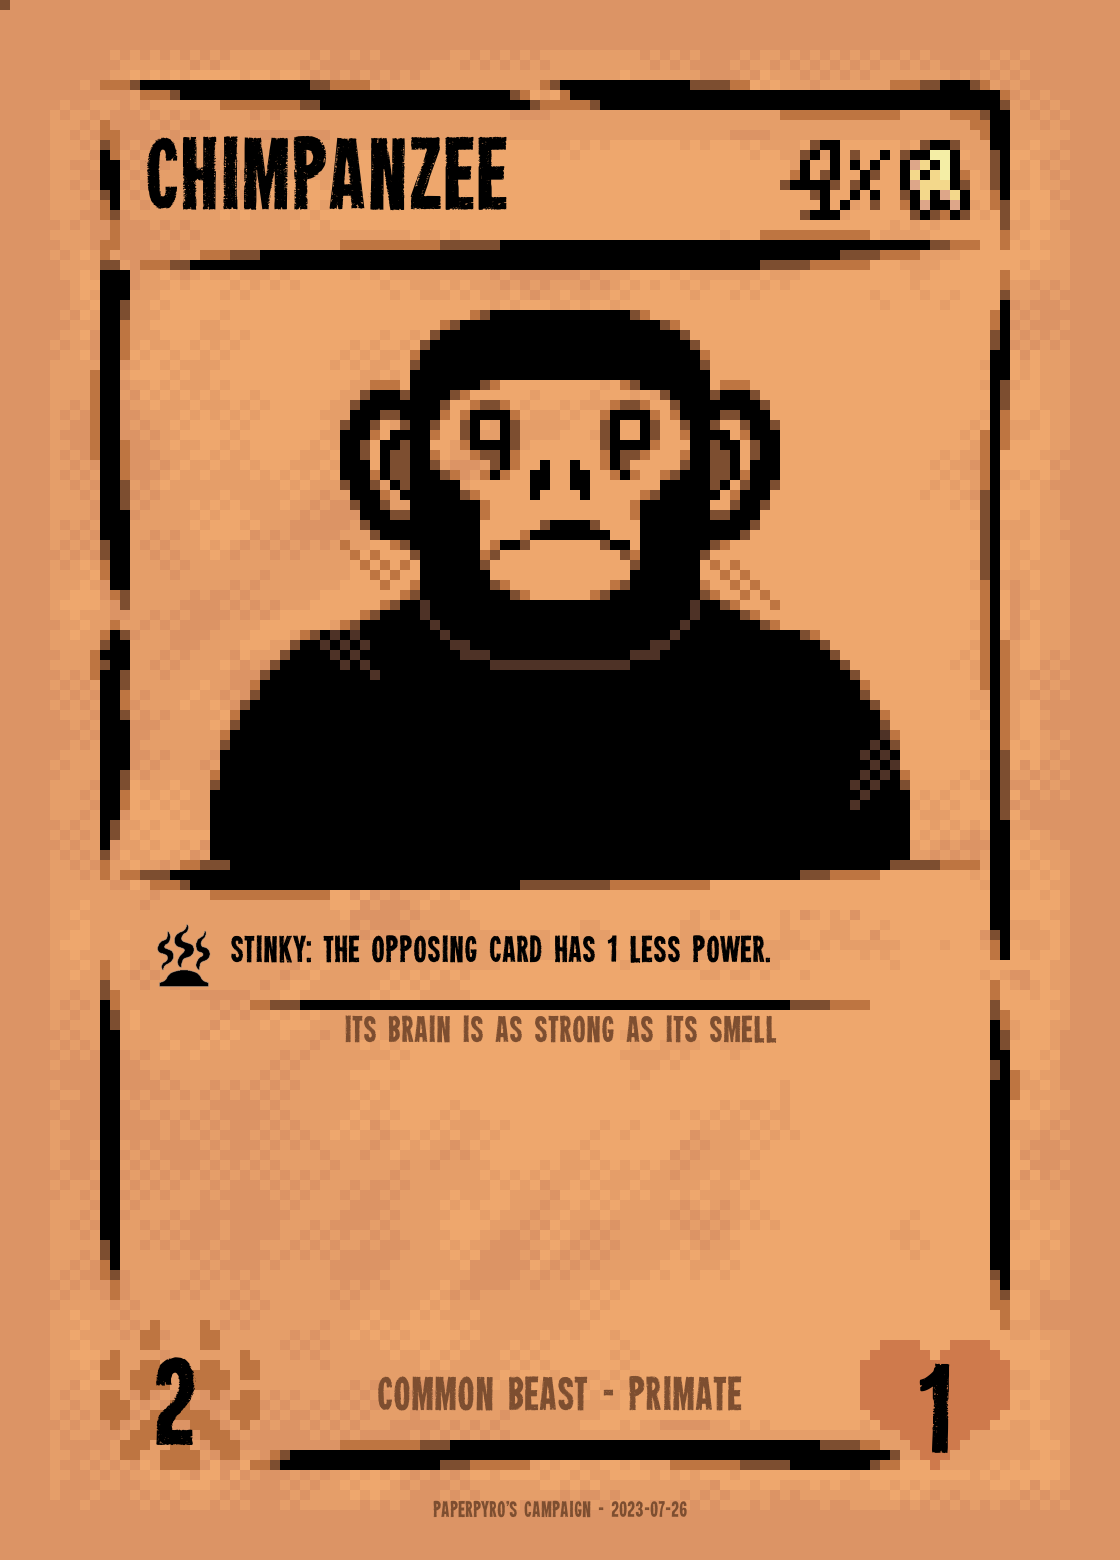 CHIMPANZEE
4x
STINKY: THE OPPOSING CARD HAS 1 LESS POWER.
ITS BRAIN IS AS STRONG AS ITS SMELL
2
COMMON BEAST - PRIMATE
1
PAPERPYRO'S CAMPAIGN - 2023-07-26